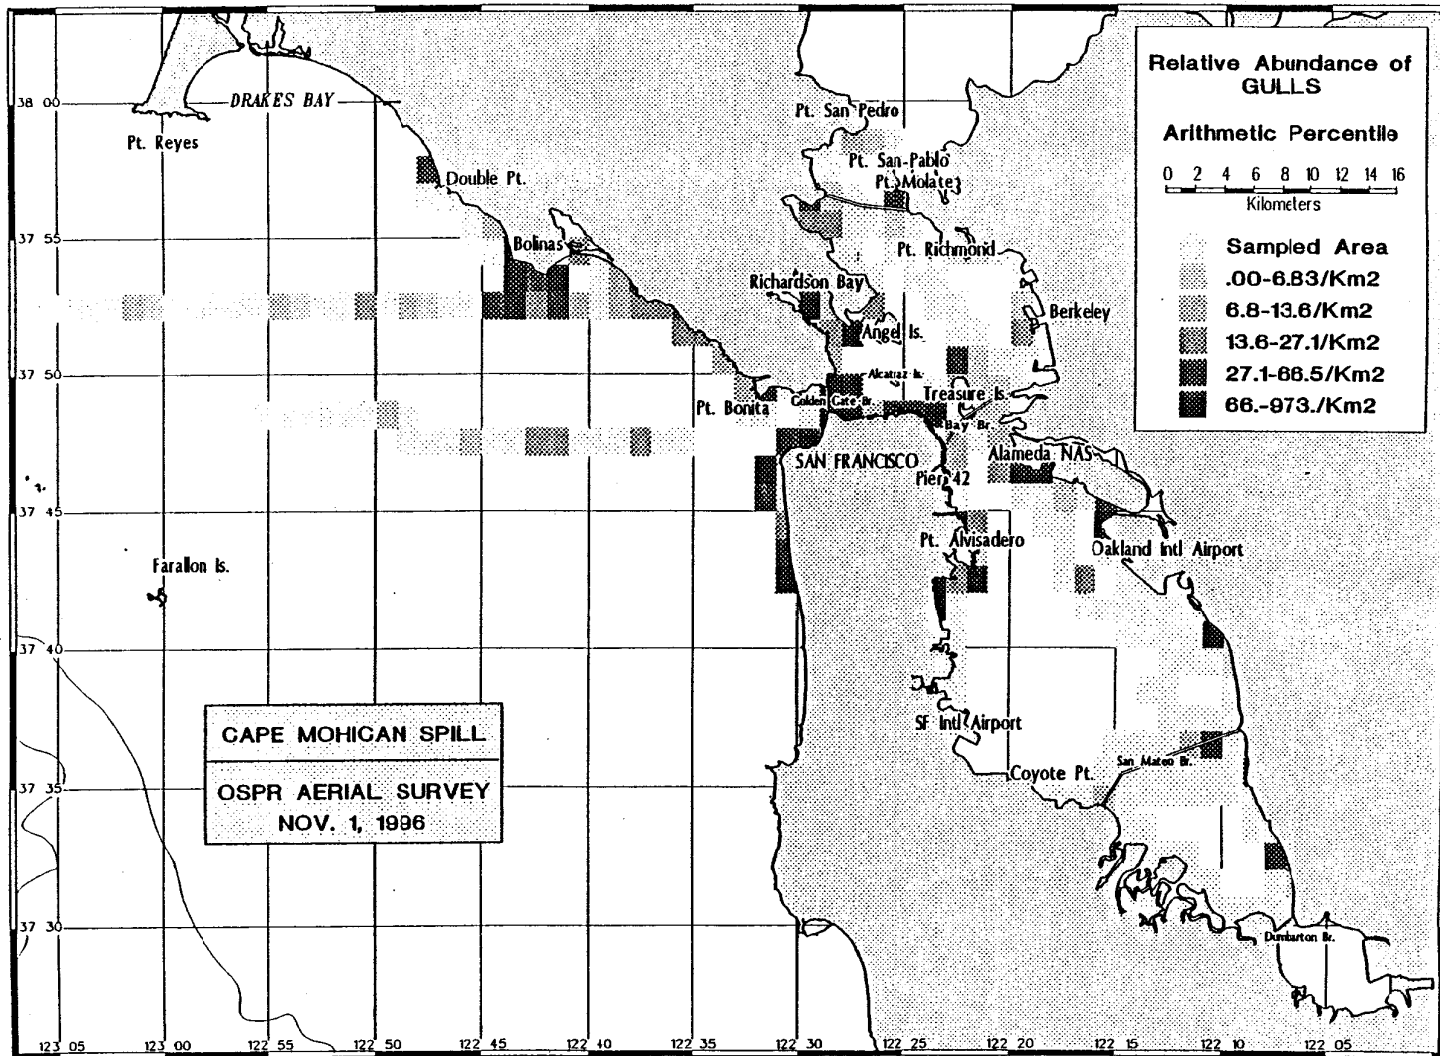 Relative Abundance of
GULLS
Arithmetic Percentile
0 2 4 6 8 10 12 14 16
Kilometers
Sampled Area
.00-6.83/Km2
6.8-13.6/Km2
13.6-27.1/Km2
27.1-66.5/Km2
66.-973./Km2
38 00
DRAKES BAY
Pt. Reyes
Pt. San Pedro
Pt. San-Pablo
Pt. Molate
Double Pt.
37 55
Bolinas
Pt. Richmond
Richardson Bay
Berkeley
Angel Is.
37 50
Alcatraz Is.
Treasure Is.
Pt. Bonita
Golden Gate Br.
Bay Br.
SAN FRANCISCO
Alameda NAS
Pier 42
37 45
Pt. Alvisadero
Oakland Intl Airport
Farallon Is.
37 40
SF Intl Airport
CAPE MOHICAN SPILL
OSPR AERIAL SURVEY
NOV. 1, 1996
San Mateo Br.
Coyote Pt.
37 35
37 30
Dumbarton Br.
123 05 123 00 122 55 122 50 122 45 122 40 122 35 122 30 122 25 122 20 122 15 122 10 122 05